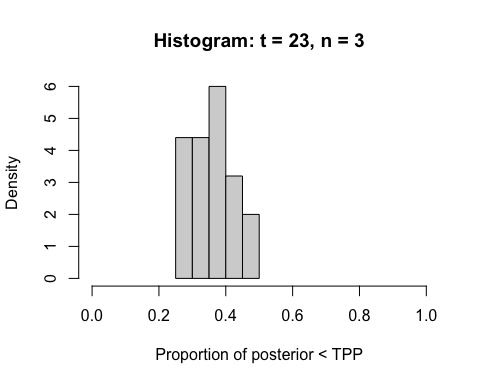 Histogram: t = 23, n = 3
Density
6
5
4
3
2
1
0
0.0 0.2 0.4 0.6 0.8 1.0
Proportion of posterior < TPP